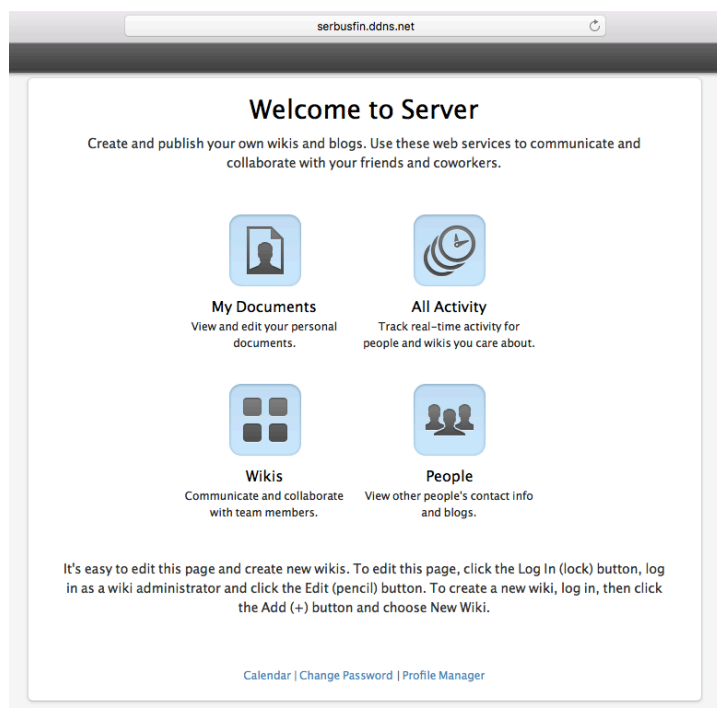 serbusfin.ddns.net
Welcome to Server
Create and publish your own wikis and blogs. Use these web services to communicate and
collaborate with your friends and coworkers.
My Documents
View and edit your personal
documents.
All Activity
Track real-time activity for
people and wikis you care about.
Wikis
Communicate and collaborate
with team members.
People
View other people's contact info
and blogs.
It's easy to edit this page and create new wikis. To edit this page, click the Log In (lock) button, log
in as a wiki administrator and click the Edit (pencil) button. To create a new wiki, log in, then click
the Add (+) button and choose New Wiki.
Calendar | Change Password | Profile Manager